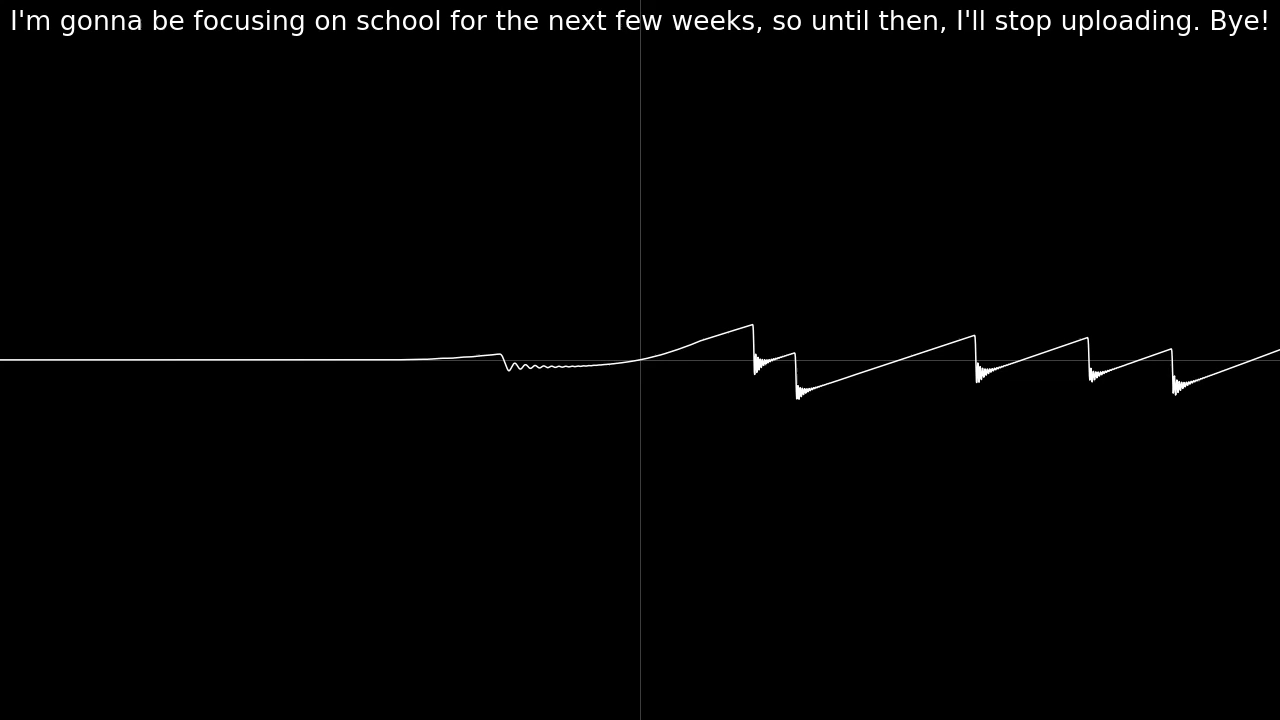 I'm gonna be focusing on school for the next few weeks, so until then, I'll stop uploading. Bye!